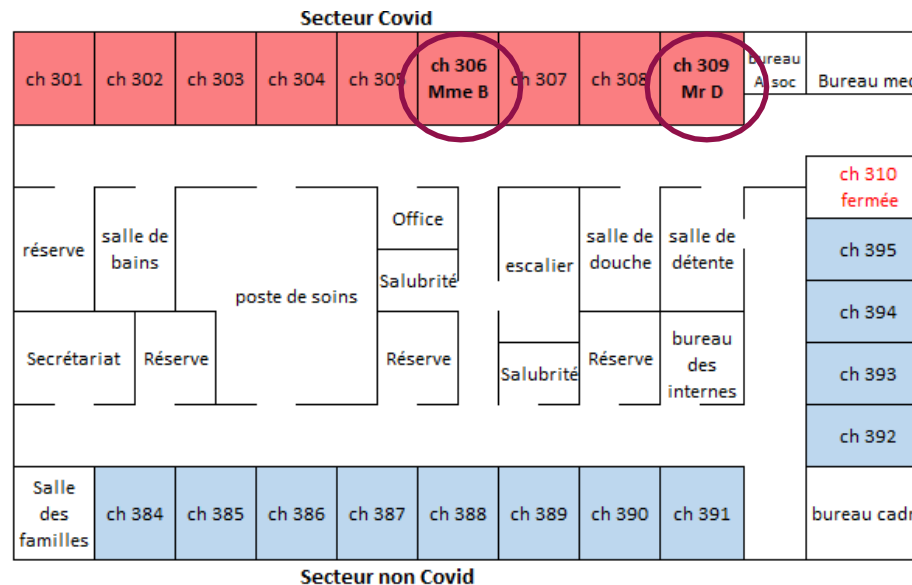 Secteur Covid
ch 301
ch 302
ch 303
ch 304
ch 305
ch 306
Mme B
ch 307
ch 308
ch 309
Mr D
bureau
Assoc
Bureau med
ch 310
fermée
réserve
salle de
bains
poste de soins
Office
Salubrité
escalier
salle de
douche
salle de
détente
ch 395
ch 394
Secrétariat
Réserve
Réserve
Salubrité
Réserve
bureau
des
internes
ch 393
ch 392
Salle
des
familles
ch 384
ch 385
ch 386
ch 387
ch 388
ch 389
ch 390
ch 391
bureau cadr
Secteur non Covid